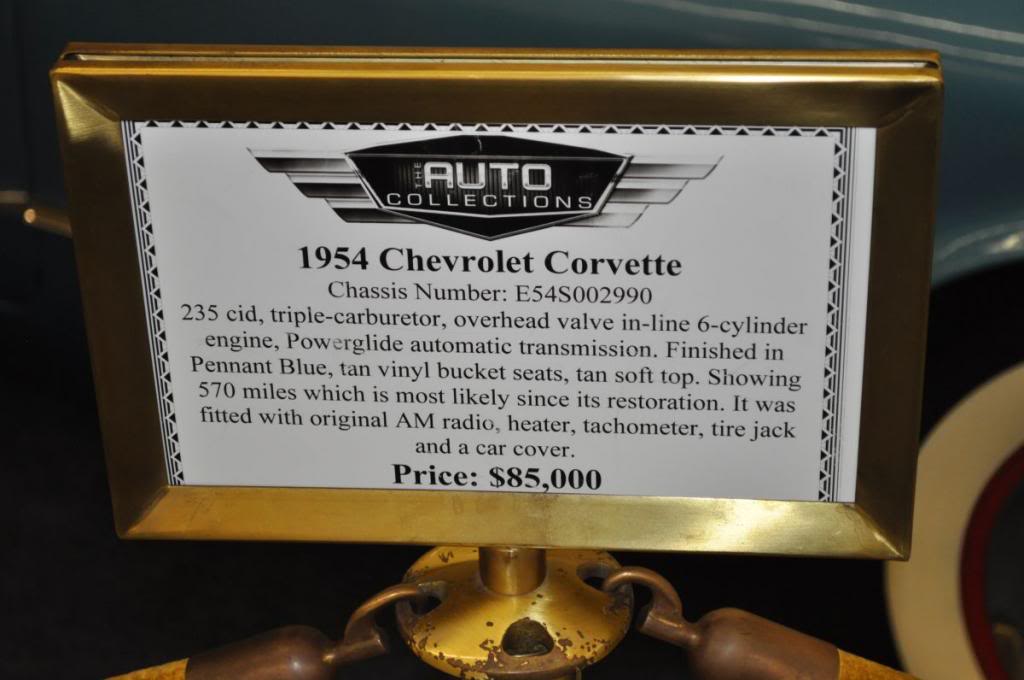 THE AUTO
COLLECTIONS
1954 Chevrolet Corvette
Chassis Number: E54S002990
235 cid, triple-carburetor, overhead valve in-line 6-cylinder
engine, Powerglide automatic transmission. Finished in
Pennant Blue, tan vinyl bucket seats, tan soft top. Showing
570 miles which is most likely since its restoration. It was
fitted with original AM radio, heater, tachometer, tire jack
and a car cover.
Price: $85,000